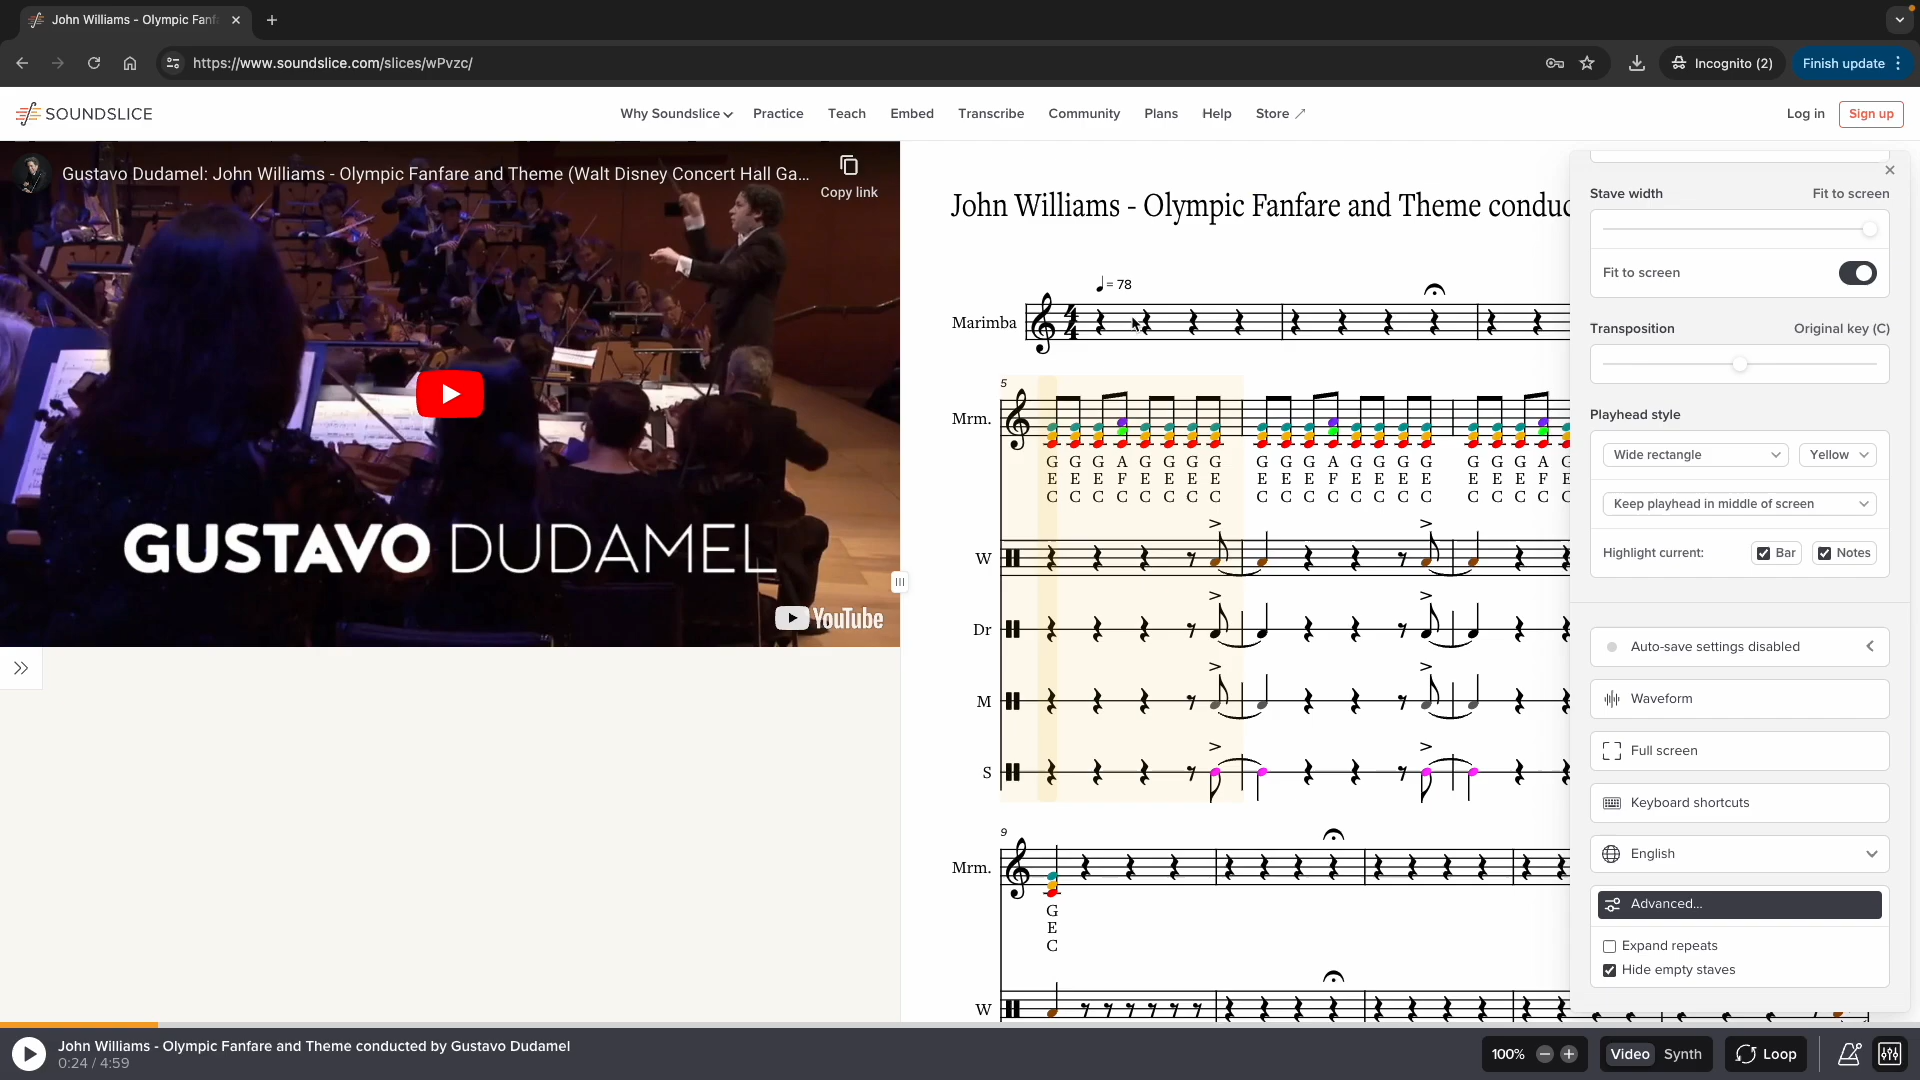 John Williams - Olympic Fanf
https://www.soundslice.com/slices/wPvzc/
Incognito (2)
Finish update
SOUNDSLICE
Why Soundslice
Practice
Teach
Embed
Transcribe
Community
Plans
Help
Store
Log in
Sign up
Gustavo Dudamel: John Williams - Olympic Fanfare and Theme (Walt Disney Concert Hall Ga...
Copy link
GUSTAVO DUDAMEL
YouTube
John Williams - Olympic Fanfare and Theme conduc
= 78
Marimba
4
4
5
Mrm.
G G G A G G G G G G G A G G G G G G G A G
E E E F E E E E E E E F E E E E E E E F E
C C C C C C C C C C C C C C C C C C C C C
W
Dr
M
S
9
Mrm.
G
E
C
W
Stave width
Fit to screen
Fit to screen
Transposition
Original key (C)
Playhead style
Wide rectangle
Yellow
Keep playhead in middle of screen
Highlight current:
Bar
Notes
Auto-save settings disabled
Waveform
Full screen
Keyboard shortcuts
English
Advanced...
Expand repeats
Hide empty staves
John Williams - Olympic Fanfare and Theme conducted by Gustavo Dudamel
0:24 / 4:59
100%
Video
Synth
Loop